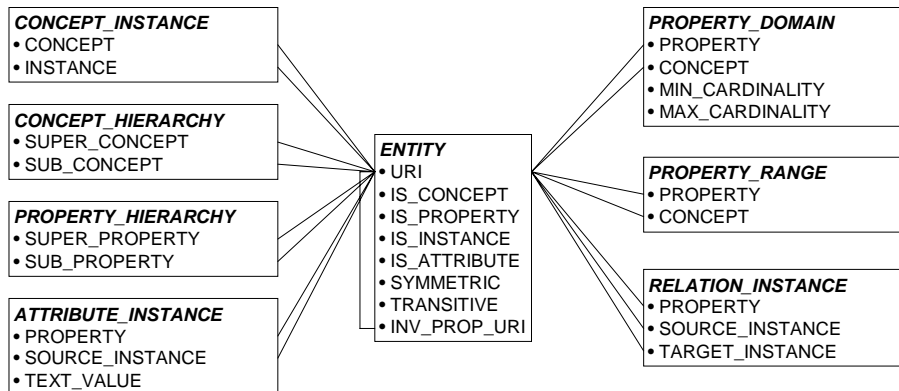 CONCEPT_INSTANCE
• CONCEPT
• INSTANCE
CONCEPT_HIERARCHY
• SUPER_CONCEPT
• SUB_CONCEPT
PROPERTY_HIERARCHY
• SUPER_PROPERTY
• SUB_PROPERTY
ATTRIBUTE_INSTANCE
• PROPERTY
• SOURCE_INSTANCE
• TEXT_VALUE
ENTITY
• URI
• IS_CONCEPT
• IS_PROPERTY
• IS_INSTANCE
• IS_ATTRIBUTE
• SYMMETRIC
• TRANSITIVE
• INV_PROP_URI
PROPERTY_DOMAIN
• PROPERTY
• CONCEPT
• MIN_CARDINALITY
• MAX_CARDINALITY
PROPERTY_RANGE
• PROPERTY
• CONCEPT
RELATION_INSTANCE
• PROPERTY
• SOURCE_INSTANCE
• TARGET_INSTANCE